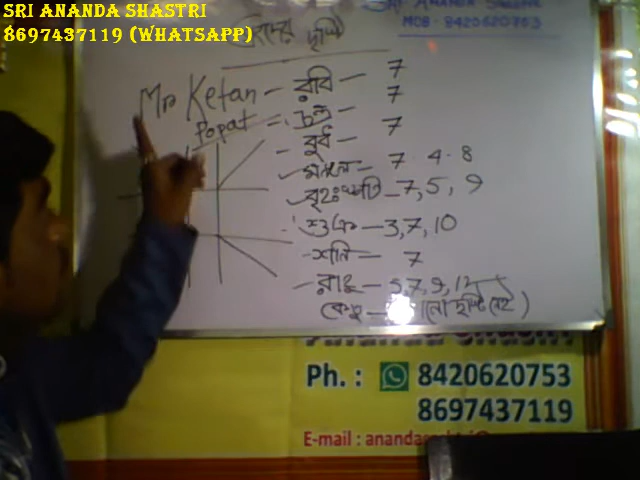 SRI ANANDA SHASTRI
8697437119 (WHATSAPP)
SRI ANANDA SHASTRI
MOB: 8420620753
গ্রহদের দৃষ্টি
Mr Ketan – রবি – 7
Popat – চন্দ্র – 7
– বুধ – 7
– মঙ্গল – 7 · 4 · 8
– বৃহঃস্পতি – 7, 5, 9
– শুক্র – 3, 7, 10
– শনি – 7
– রাহু – 5, 7, 9, 12
কেতু – দৃষ্টি নেই)
Ph. : 8420620753
8697437119
E-mail :